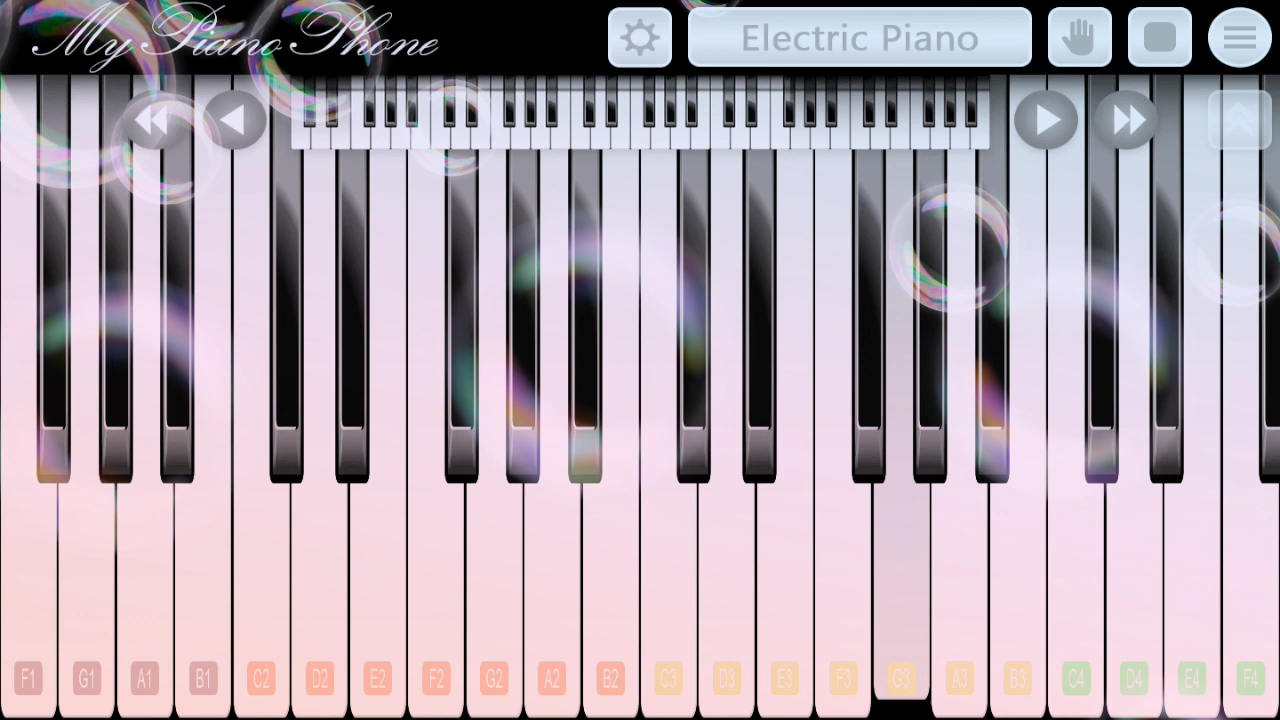 My Piano Phone
Electric Piano
F1 G1 A1 B1 C2 D2 E2 F2 G2 A2 B2 C3 D3 E3 F3 G3 A3 B3 C4 D4 E4 F4